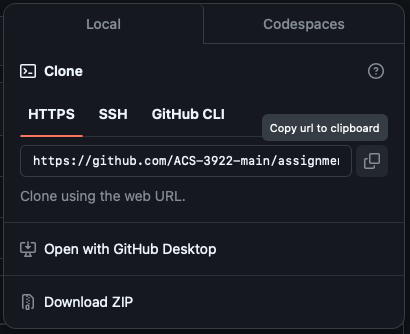 Local Codespaces
Clone
HTTPS SSH GitHub CLI
Copy url to clipboard
https://github.com/ACS-3922-main/assignme
Clone using the web URL.
Open with GitHub Desktop
Download ZIP